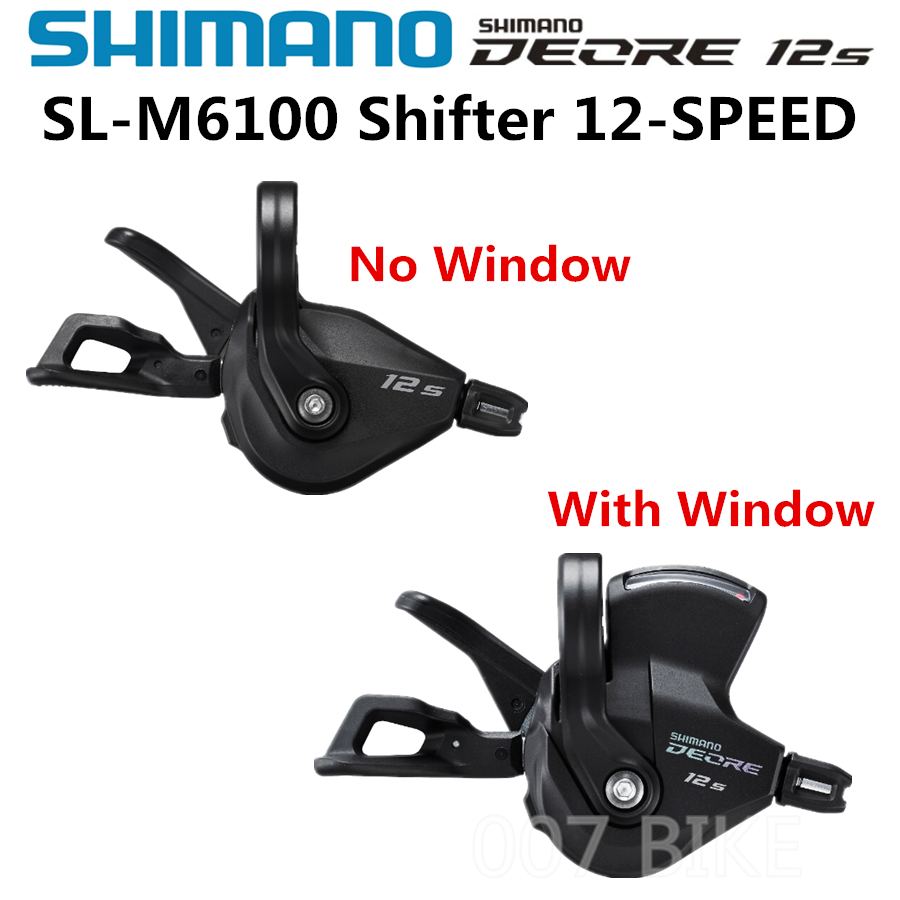 SHIMANO SHIMANO DEORE 12s
SL-M6100 Shifter 12-SPEED
No Window
12s
With Window
SHIMANO
DEORE
12s
007 BIKE